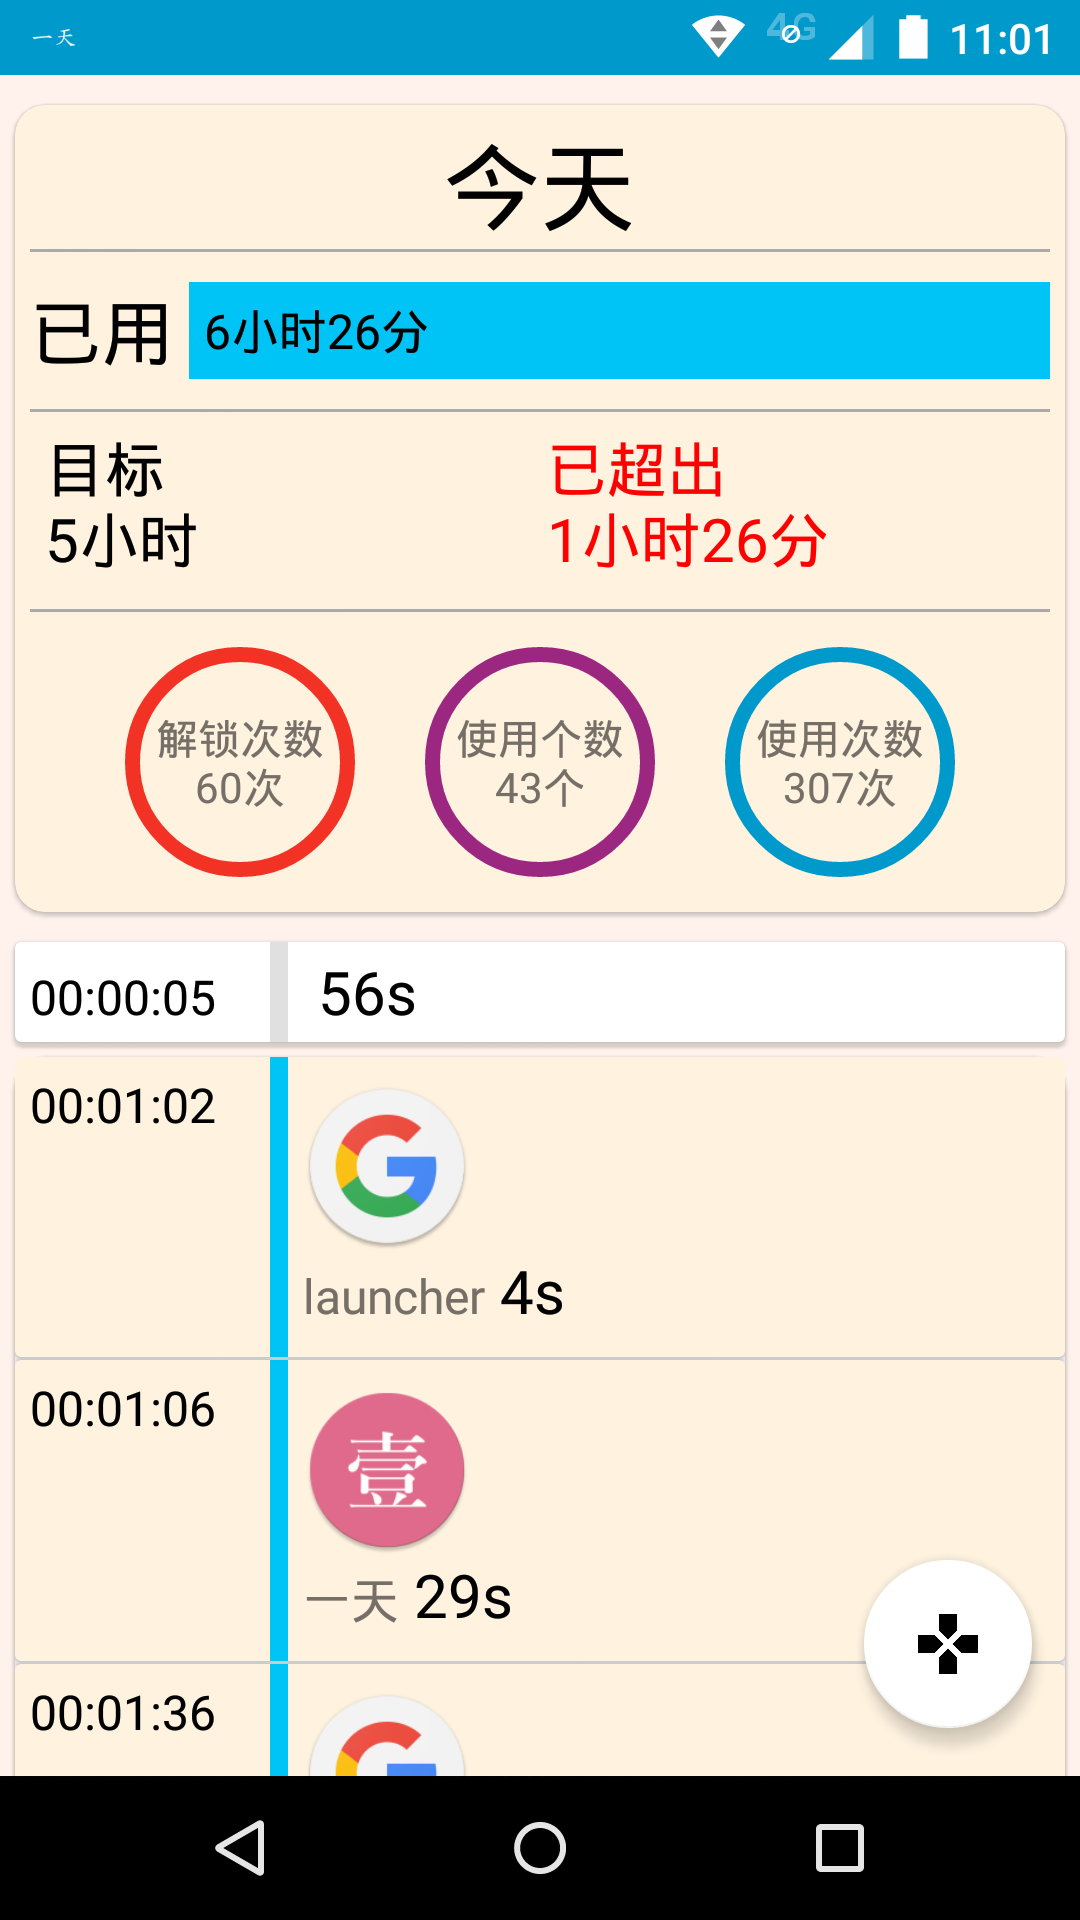 一天
4G
11:01
今天
已用 6小时26分
目标
5小时
已超出
1小时26分
解锁次数
60次
使用个数
43个
使用次数
307次
00:00:05 56s
00:01:02
G
launcher 4s
00:01:06
壹
一天 29s
00:01:36